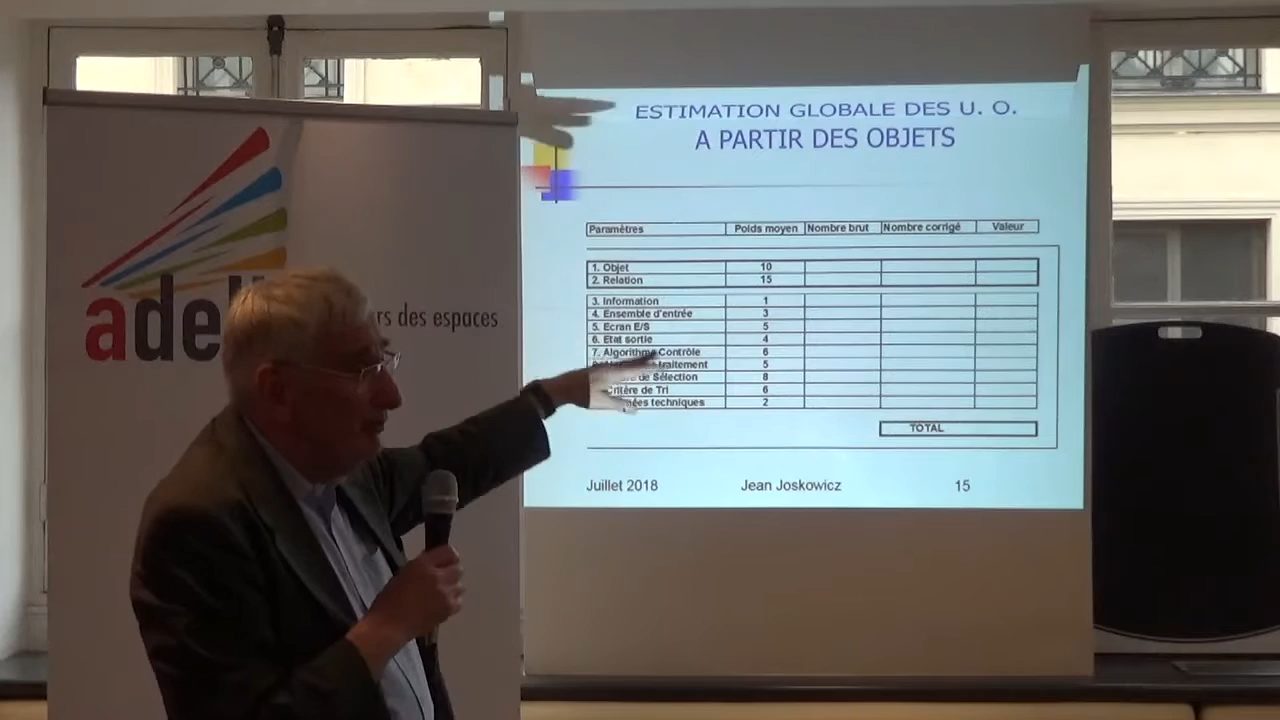 ESTIMATION GLOBALE DES U. O.
A PARTIR DES OBJETS
adel
rs des espaces
Paramètres Poids moyen Nombre brut Nombre corrigé Valeur
1. Objet 10
2. Relation 15
3. Information 1
4. Ensemble d'entrée 3
5. Ecran E/S 5
6. Etat sortie 4
7. Algorithme Contrôle 6
traitement 5
de Sélection 8
Critère de Tri 6
techniques 2
TOTAL
Juillet 2018 Jean Joskowicz 15